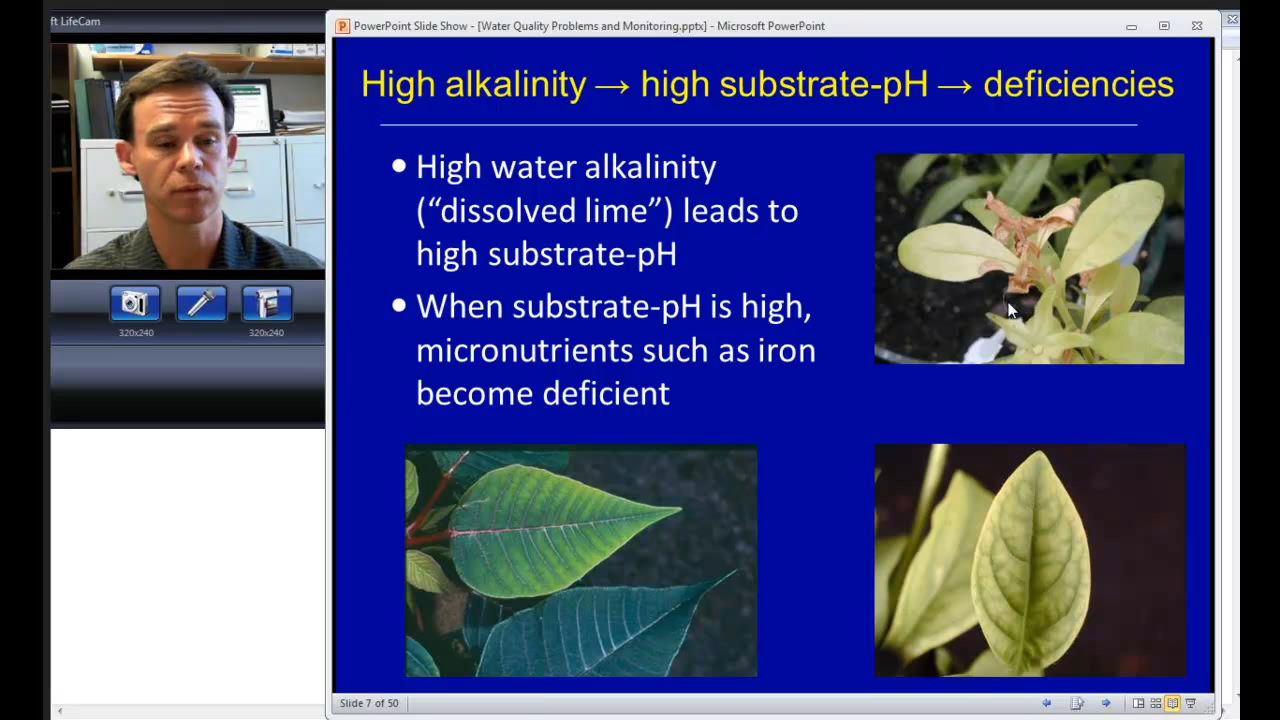 ft LifeCam
PowerPoint Slide Show - [Water Quality Problems and Monitoring.pptx] - Microsoft PowerPoint
High alkalinity → high substrate-pH → deficiencies
• High water alkalinity
(“dissolved lime”) leads to
high substrate-pH
• When substrate-pH is high,
micronutrients such as iron
become deficient
320x240
320x240
Slide 7 of 50